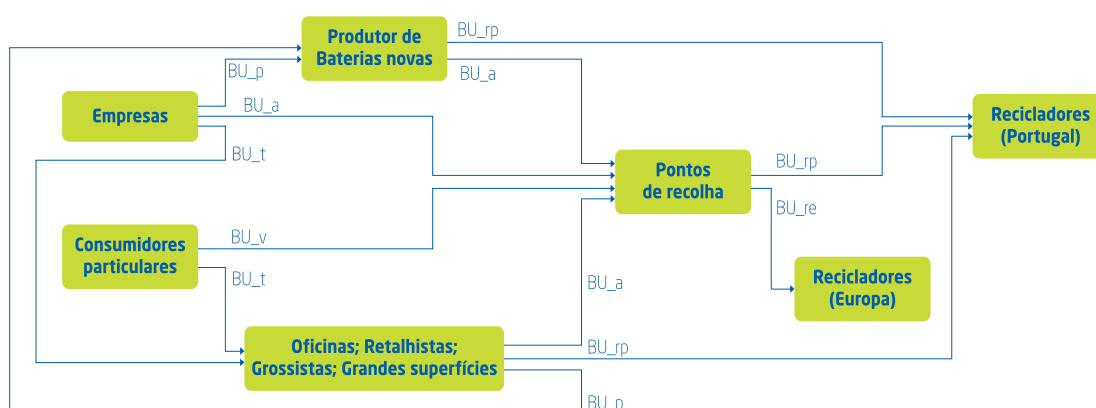 Produtor de
Baterias novas
BU_rp
BU_a
BU_p
Empresas
BU_a
BU_t
Recicladores
(Portugal)
Pontos
de recolha
BU_rp
BU_re
Consumidores
particulares
BU_v
BU_t
Recicladores
(Europa)
BU_a
Oficinas; Retalhistas;
Grossistas; Grandes superfícies
BU_rp
BU_p